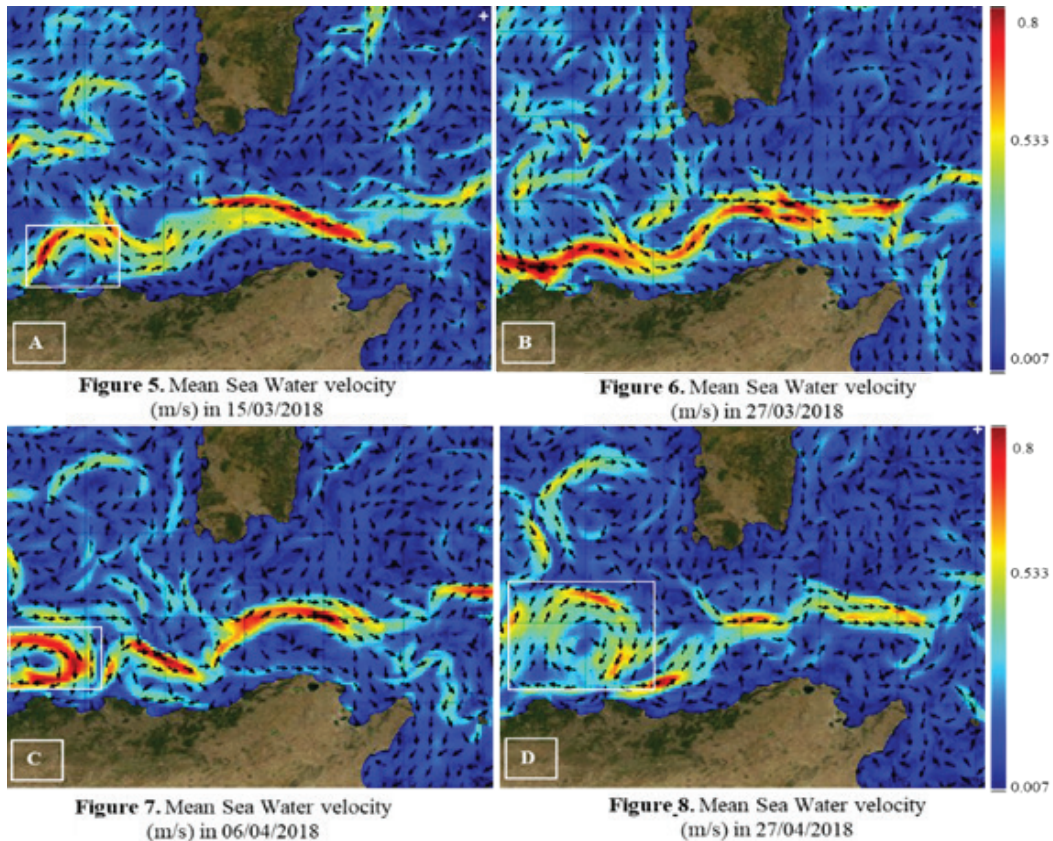 A
B
0.8
0.533
0.007
Figure 5. Mean Sea Water velocity
(m/s) in 15/03/2018
Figure 6. Mean Sea Water velocity
(m/s) in 27/03/2018
C
D
0.8
0.533
0.007
Figure 7. Mean Sea Water velocity
(m/s) in 06/04/2018
Figure 8. Mean Sea Water velocity
(m/s) in 27/04/2018